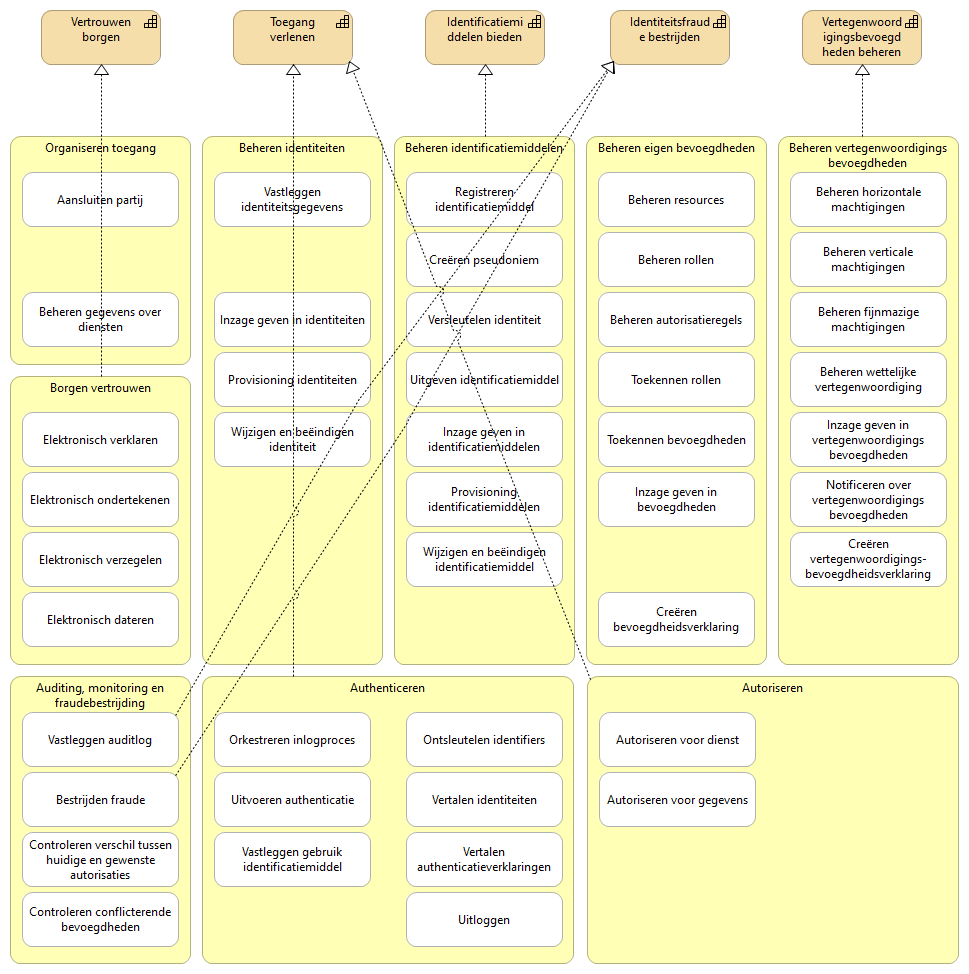 Vertrouwen
borgen
Toegang
verlenen
Identificatiemi
ddelen bieden
Identiteitsfraud
e bestrijden
Vertegenwoord
igingsbevoegd
heden beheren
Organiseren toegang
Aansluiten partij
Beheren gegevens over
diensten
Borgen vertrouwen
Elektronisch verklaren
Elektronisch ondertekenen
Elektronisch verzegelen
Elektronisch dateren
Beheren identiteiten
Vastleggen
identiteitsgegevens
Inzage geven in identiteiten
Provisioning identiteiten
Wijzigen en beëindigen
identiteit
Beheren identificatiemiddelen
Registreren
identificatiemiddel
Creëren pseudoniem
Versleutelen identiteit
Uitgeven identificatiemiddel
Inzage geven in
identificatiemiddelen
Provisioning
identificatiemiddelen
Wijzigen en beëindigen
identificatiemiddel
Beheren eigen bevoegdheden
Beheren resources
Beheren rollen
Beheren autorisatieregels
Toekennen rollen
Toekennen bevoegdheden
Inzage geven in
bevoegdheden
Creëren
bevoegdheidsverklaring
Beheren vertegenwoordigings
bevoegdheden
Beheren horizontale
machtigingen
Beheren verticale
machtigingen
Beheren fijnmazige
machtigingen
Beheren wettelijke
vertegenwoordiging
Inzage geven in
vertegenwoordigings
bevoegdheden
Notificeren over
vertegenwoordigings
bevoegdheden
Creëren
vertegenwoordigings-
bevoegdheidsverklaring
Auditing, monitoring en
fraudebestrijding
Vastleggen auditlog
Bestrijden fraude
Controleren verschil tussen
huidige en gewenste
autorisaties
Controleren conflicterende
bevoegdheden
Authenticeren
Orkestreren inlogproces
Uitvoeren authenticatie
Vastleggen gebruik
identificatiemiddel
Ontsleutelen identifiers
Vertalen identiteiten
Vertalen
authenticatieverklaringen
Uitloggen
Autoriseren
Autoriseren voor dienst
Autoriseren voor gegevens